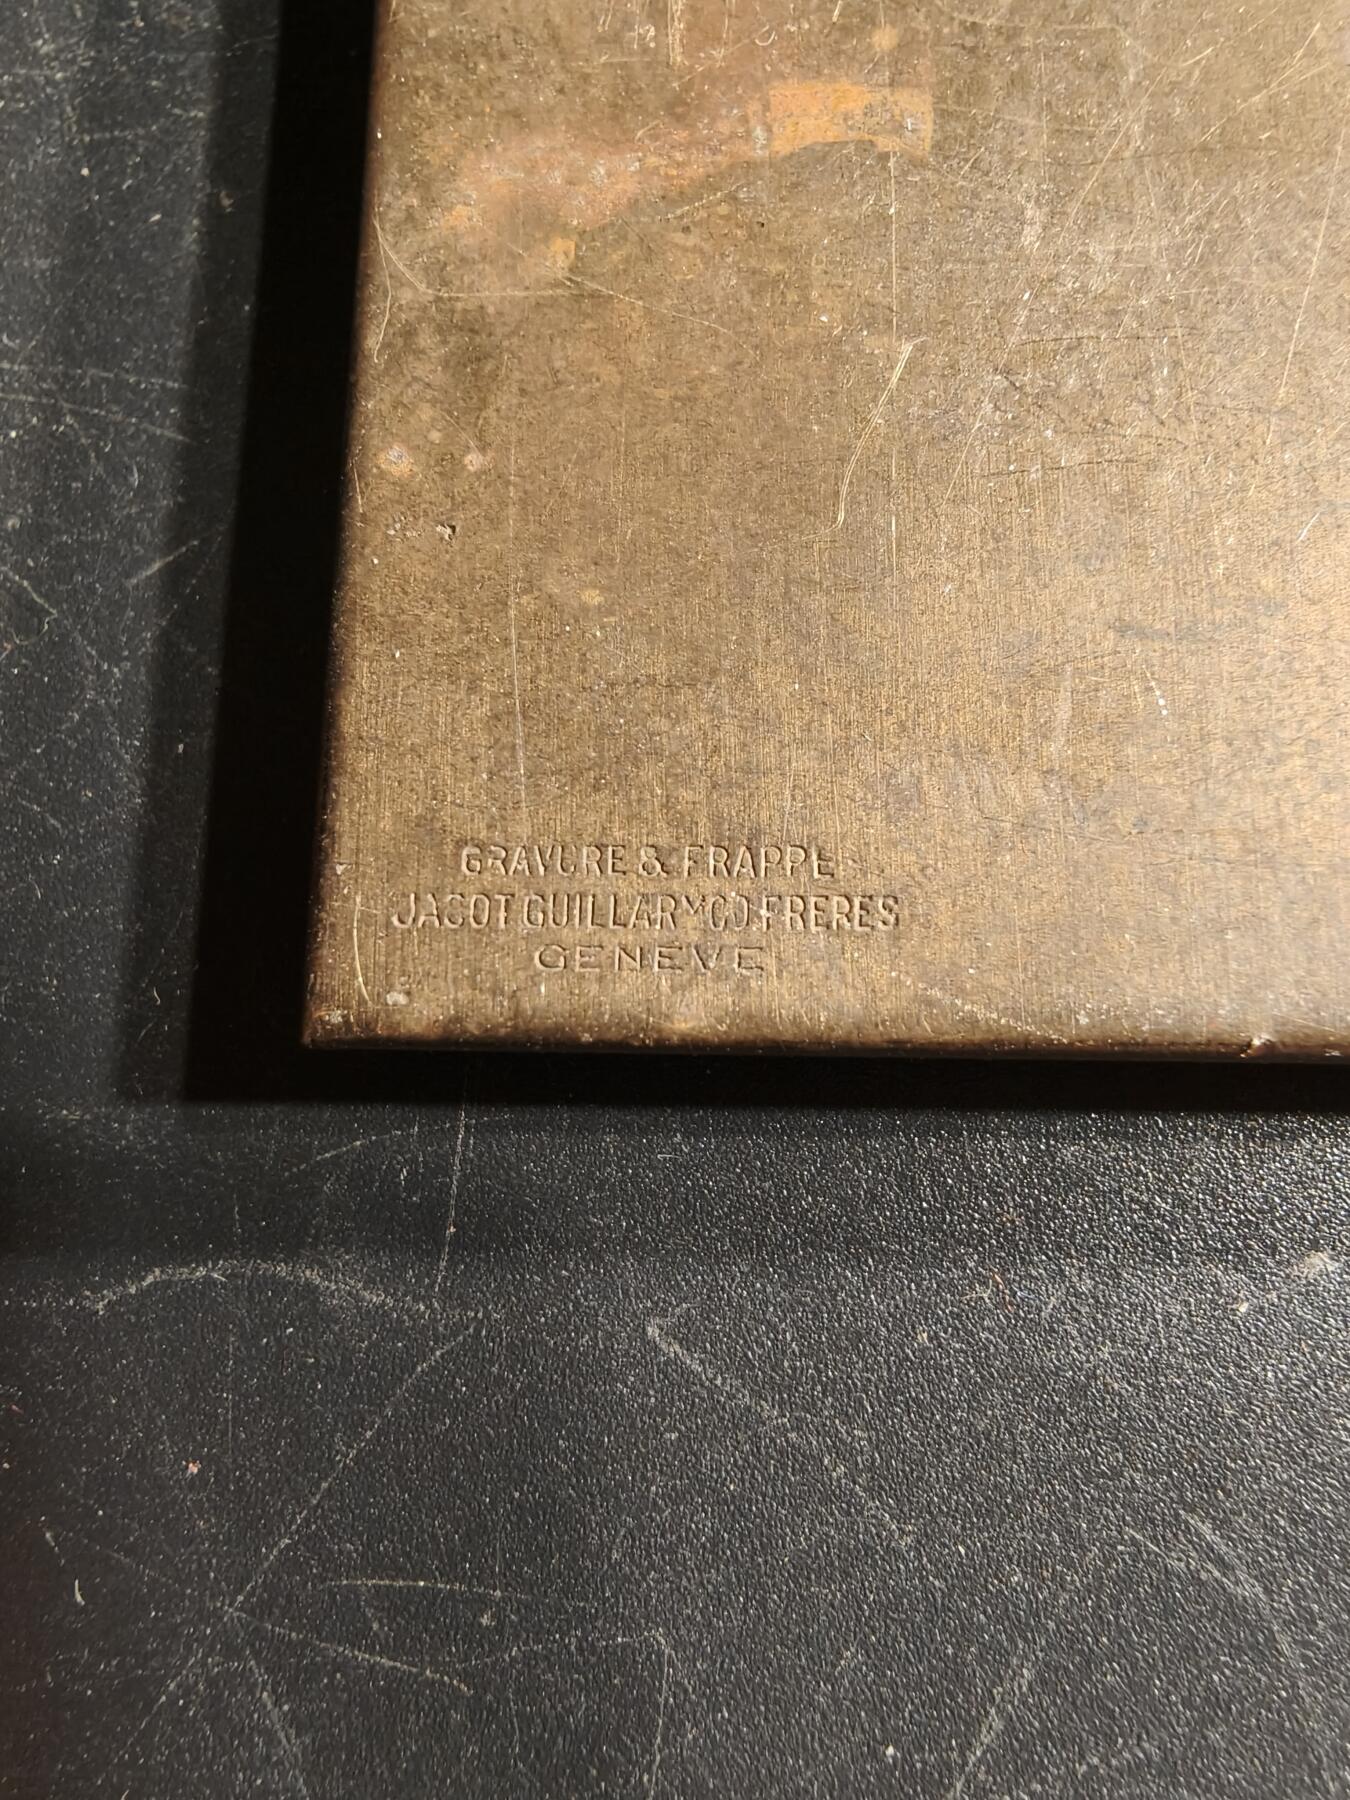 GRAVURE & FRAPPE
JACOT GUILLARMOD FRERES
GENEVE